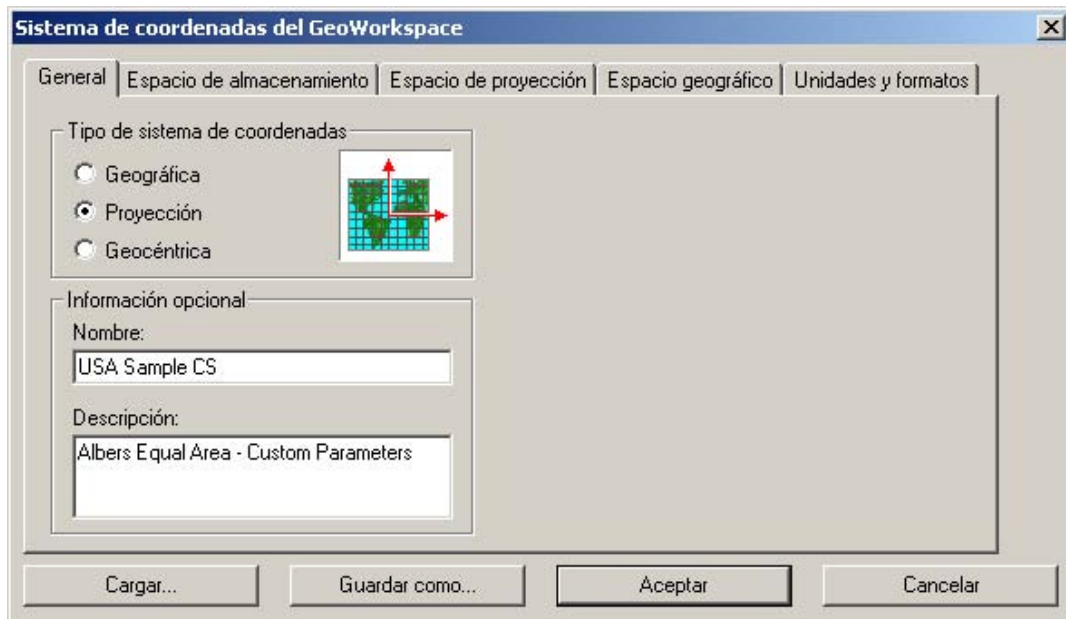 Sistema de coordenadas del GeoWorkspace
General Espacio de almacenamiento Espacio de proyección Espacio geográfico Unidades y formatos
Tipo de sistema de coordenadas
Geográfica
Proyección
Geocéntrica
Información opcional
Nombre:
USA Sample CS
Descripción:
Albers Equal Area - Custom Parameters
Cargar... Guardar como... Aceptar Cancelar